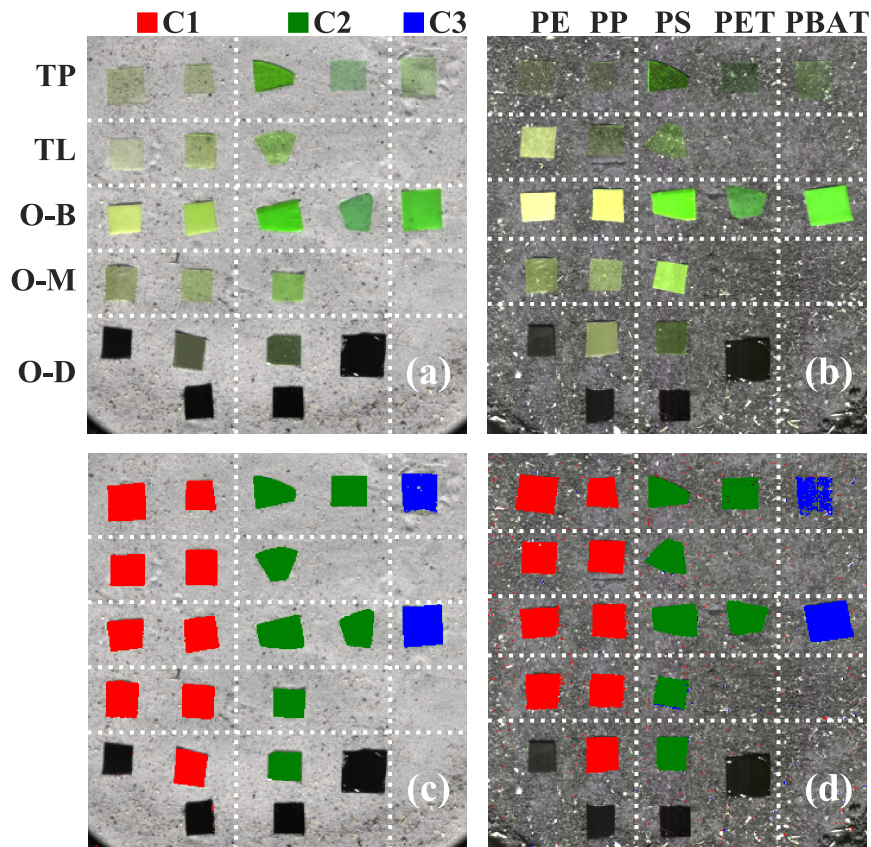 C1 C2 C3 PE PP PS PET PBAT
TP
TL
O-B
O-M
O-D
(a) (b)
(c) (d)